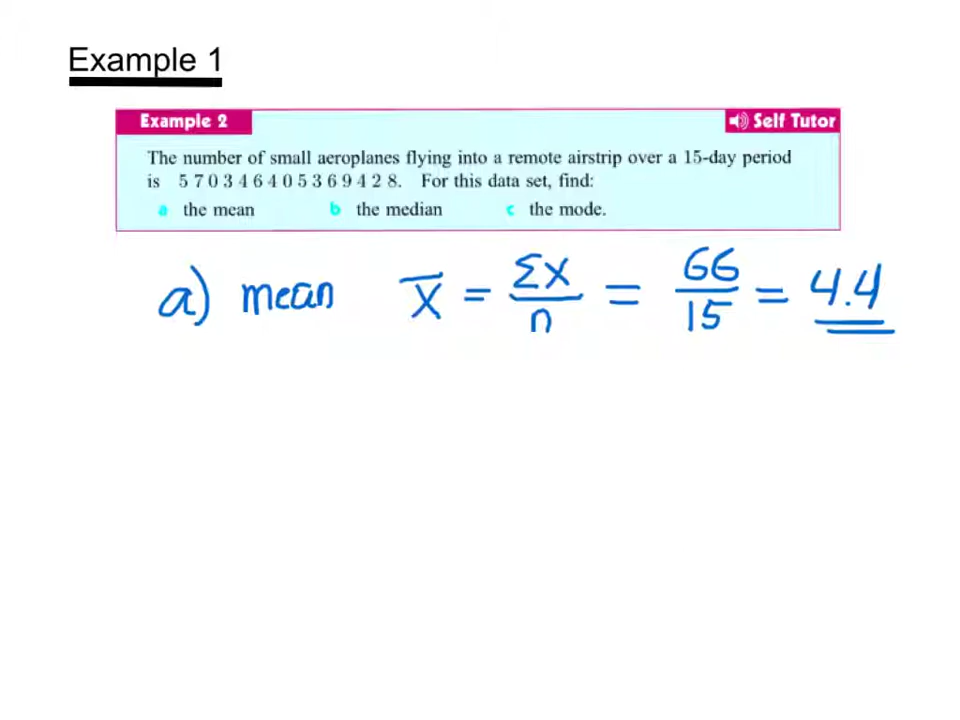 Example 1
Example 2 Self Tutor
The number of small aeroplanes flying into a remote airstrip over a 15-day period
is 5 7 0 3 4 6 4 0 5 3 6 9 4 2 8. For this data set, find:
a the mean b the median c the mode.
a) mean x̅ = Σx/n = 66/15 = 4.4